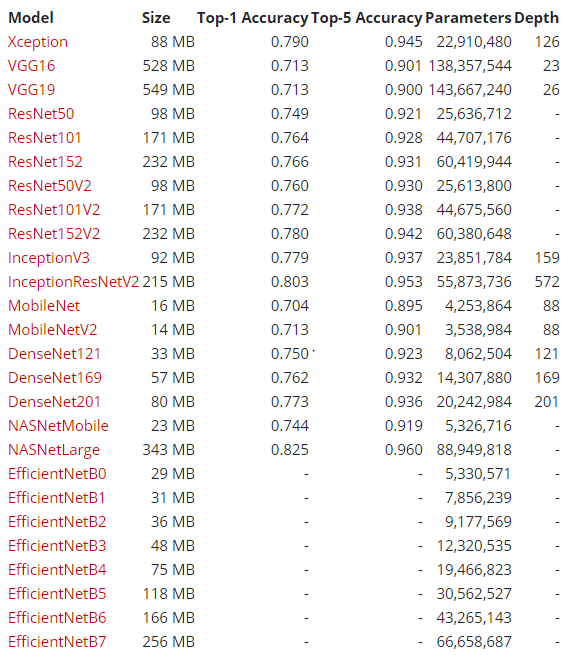 Model Size Top-1 Accuracy Top-5 Accuracy Parameters Depth
Xception 88 MB 0.790 0.945 22,910,480 126
VGG16 528 MB 0.713 0.901 138,357,544 23
VGG19 549 MB 0.713 0.900 143,667,240 26
ResNet50 98 MB 0.749 0.921 25,636,712 -
ResNet101 171 MB 0.764 0.928 44,707,176 -
ResNet152 232 MB 0.766 0.931 60,419,944 -
ResNet50V2 98 MB 0.760 0.930 25,613,800 -
ResNet101V2 171 MB 0.772 0.938 44,675,560 -
ResNet152V2 232 MB 0.780 0.942 60,380,648 -
InceptionV3 92 MB 0.779 0.937 23,851,784 159
InceptionResNetV2 215 MB 0.803 0.953 55,873,736 572
MobileNet 16 MB 0.704 0.895 4,253,864 88
MobileNetV2 14 MB 0.713 0.901 3,538,984 88
DenseNet121 33 MB 0.750 0.923 8,062,504 121
DenseNet169 57 MB 0.762 0.932 14,307,880 169
DenseNet201 80 MB 0.773 0.936 20,242,984 201
NASNetMobile 23 MB 0.744 0.919 5,326,716 -
NASNetLarge 343 MB 0.825 0.960 88,949,818 -
EfficientNetB0 29 MB - - 5,330,571 -
EfficientNetB1 31 MB - - 7,856,239 -
EfficientNetB2 36 MB - - 9,177,569 -
EfficientNetB3 48 MB - - 12,320,535 -
EfficientNetB4 75 MB - - 19,466,823 -
EfficientNetB5 118 MB - - 30,562,527 -
EfficientNetB6 166 MB - - 43,265,143 -
EfficientNetB7 256 MB - - 66,658,687 -